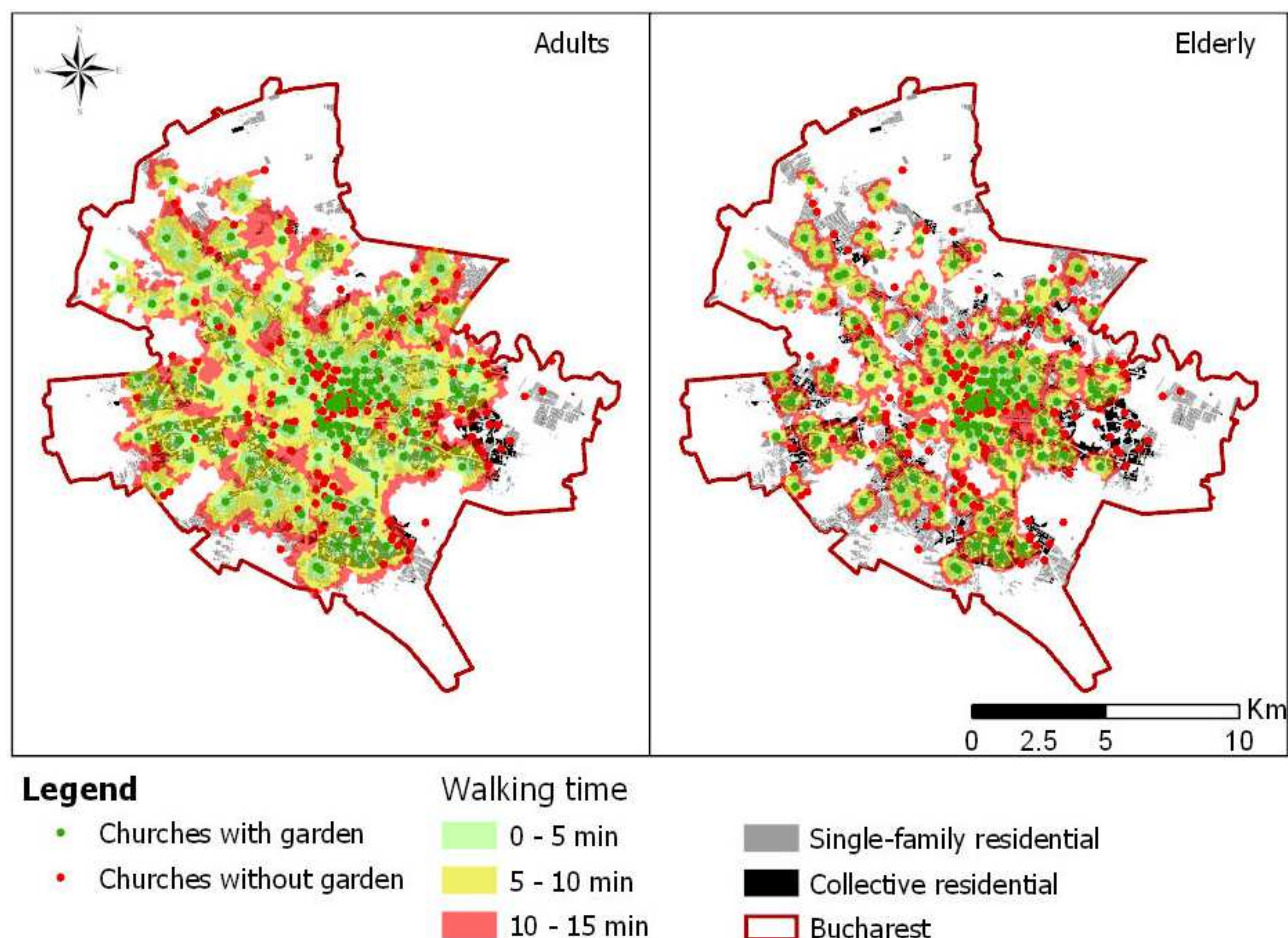 Adults
Elderly
N
W E
S
Km
0 2.5 5 10
Legend
Walking time
Churches with garden
0 - 5 min
Single-family residential
Churches without garden
5 - 10 min
Collective residential
10 - 15 min
Bucharest